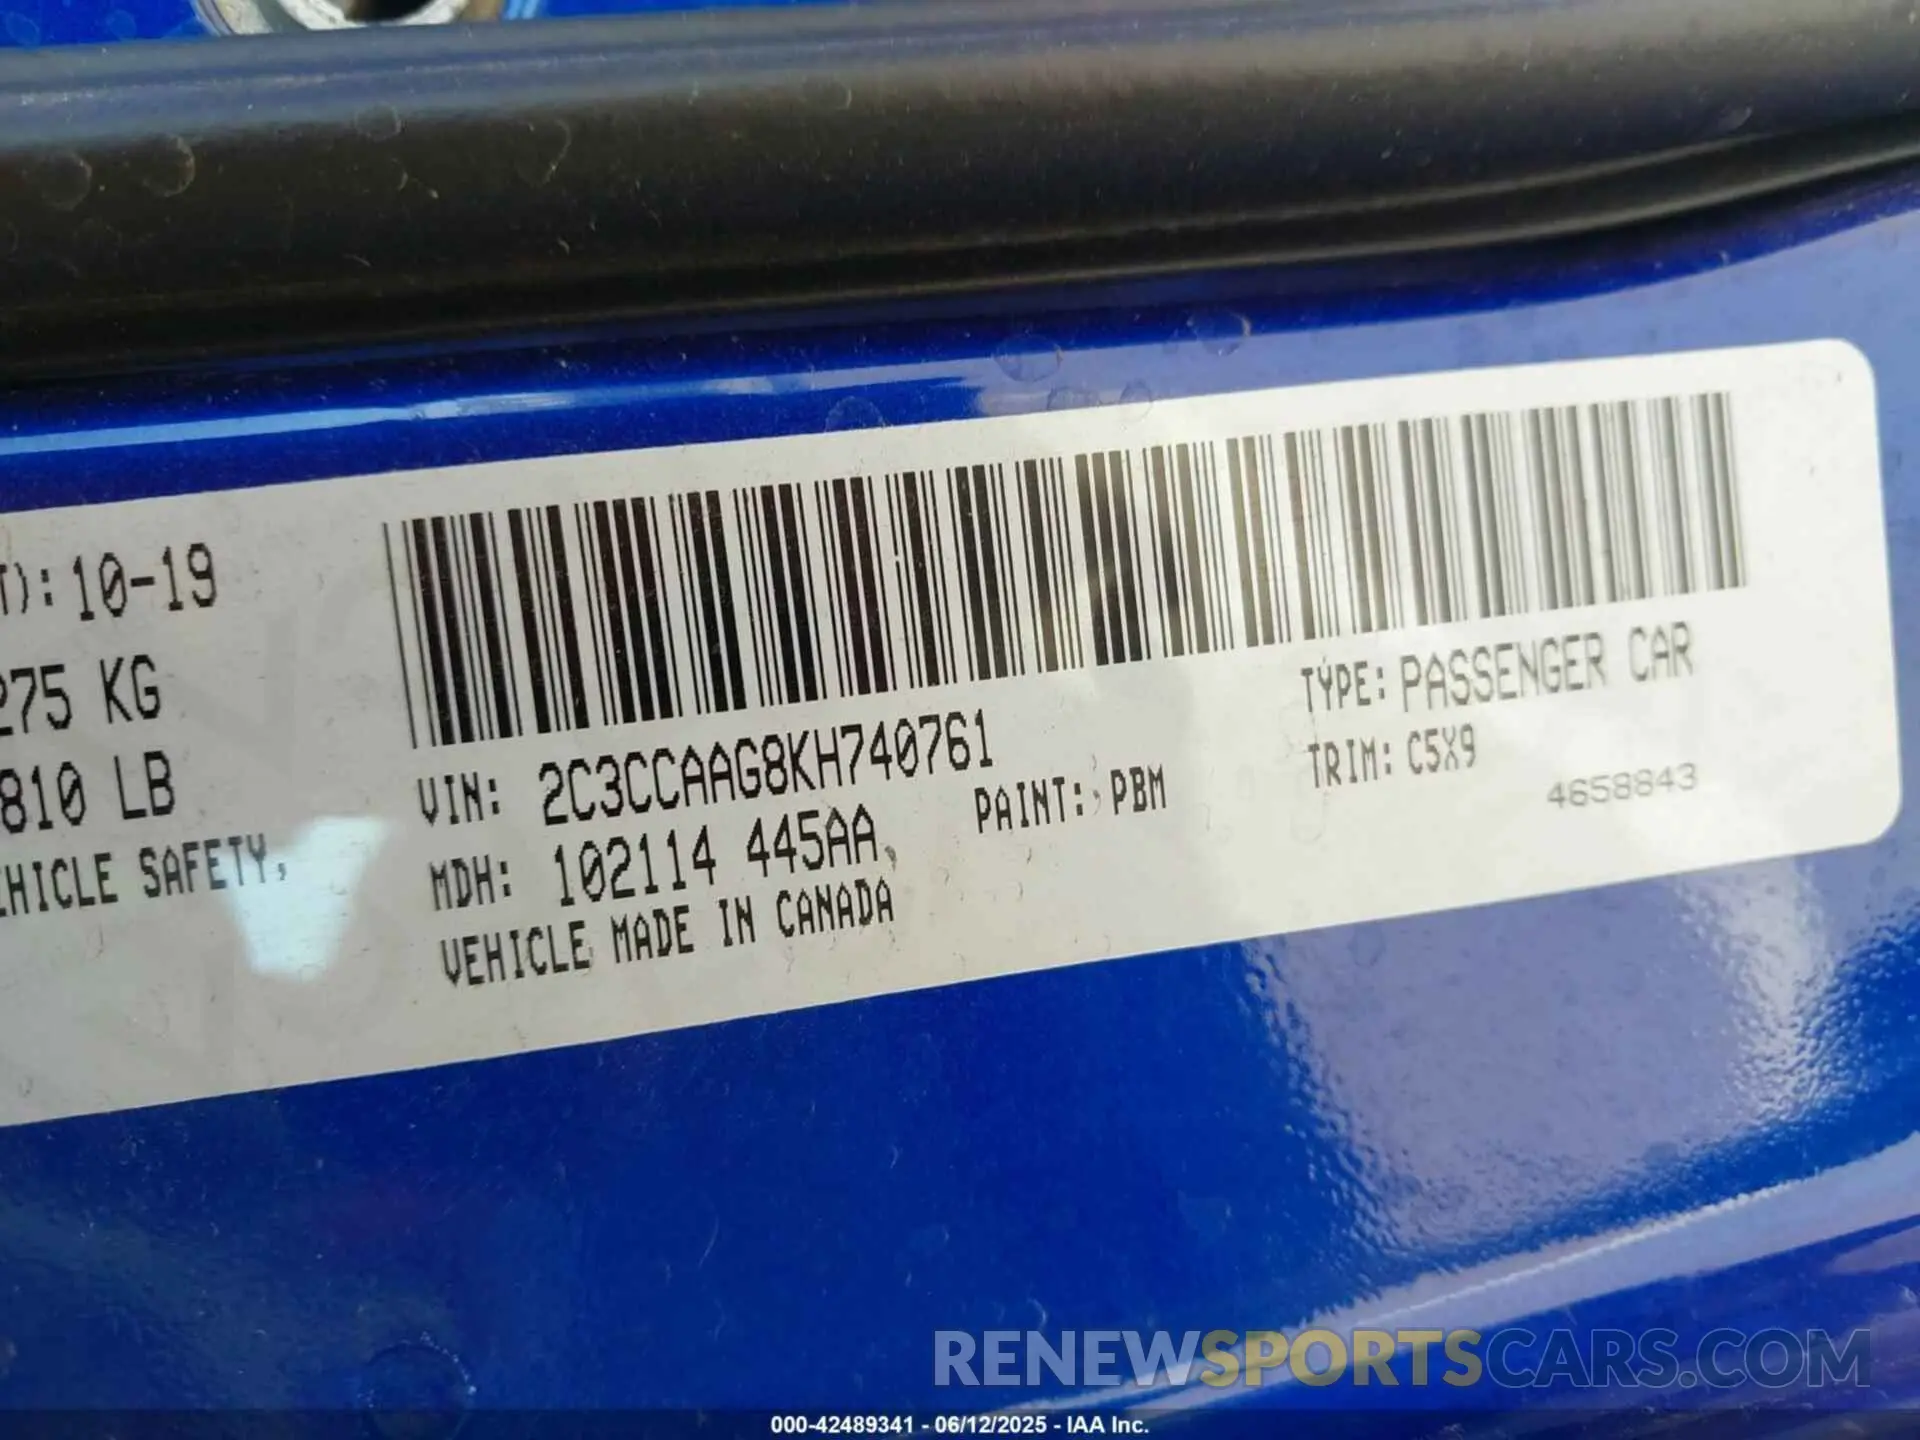 T): 10-19
275 KG
810 LB
HICLE SAFETY,
VIN: 2C3CCAAG8KH740761
MDH: 102114 445AA
PAINT: PBM
VEHICLE MADE IN CANADA
TYPE: PASSENGER CAR
TRIM: C5X9
4658843
RENEWSPORTSCARS.COM
000-42489341 - 06/12/2025 - IAA Inc.